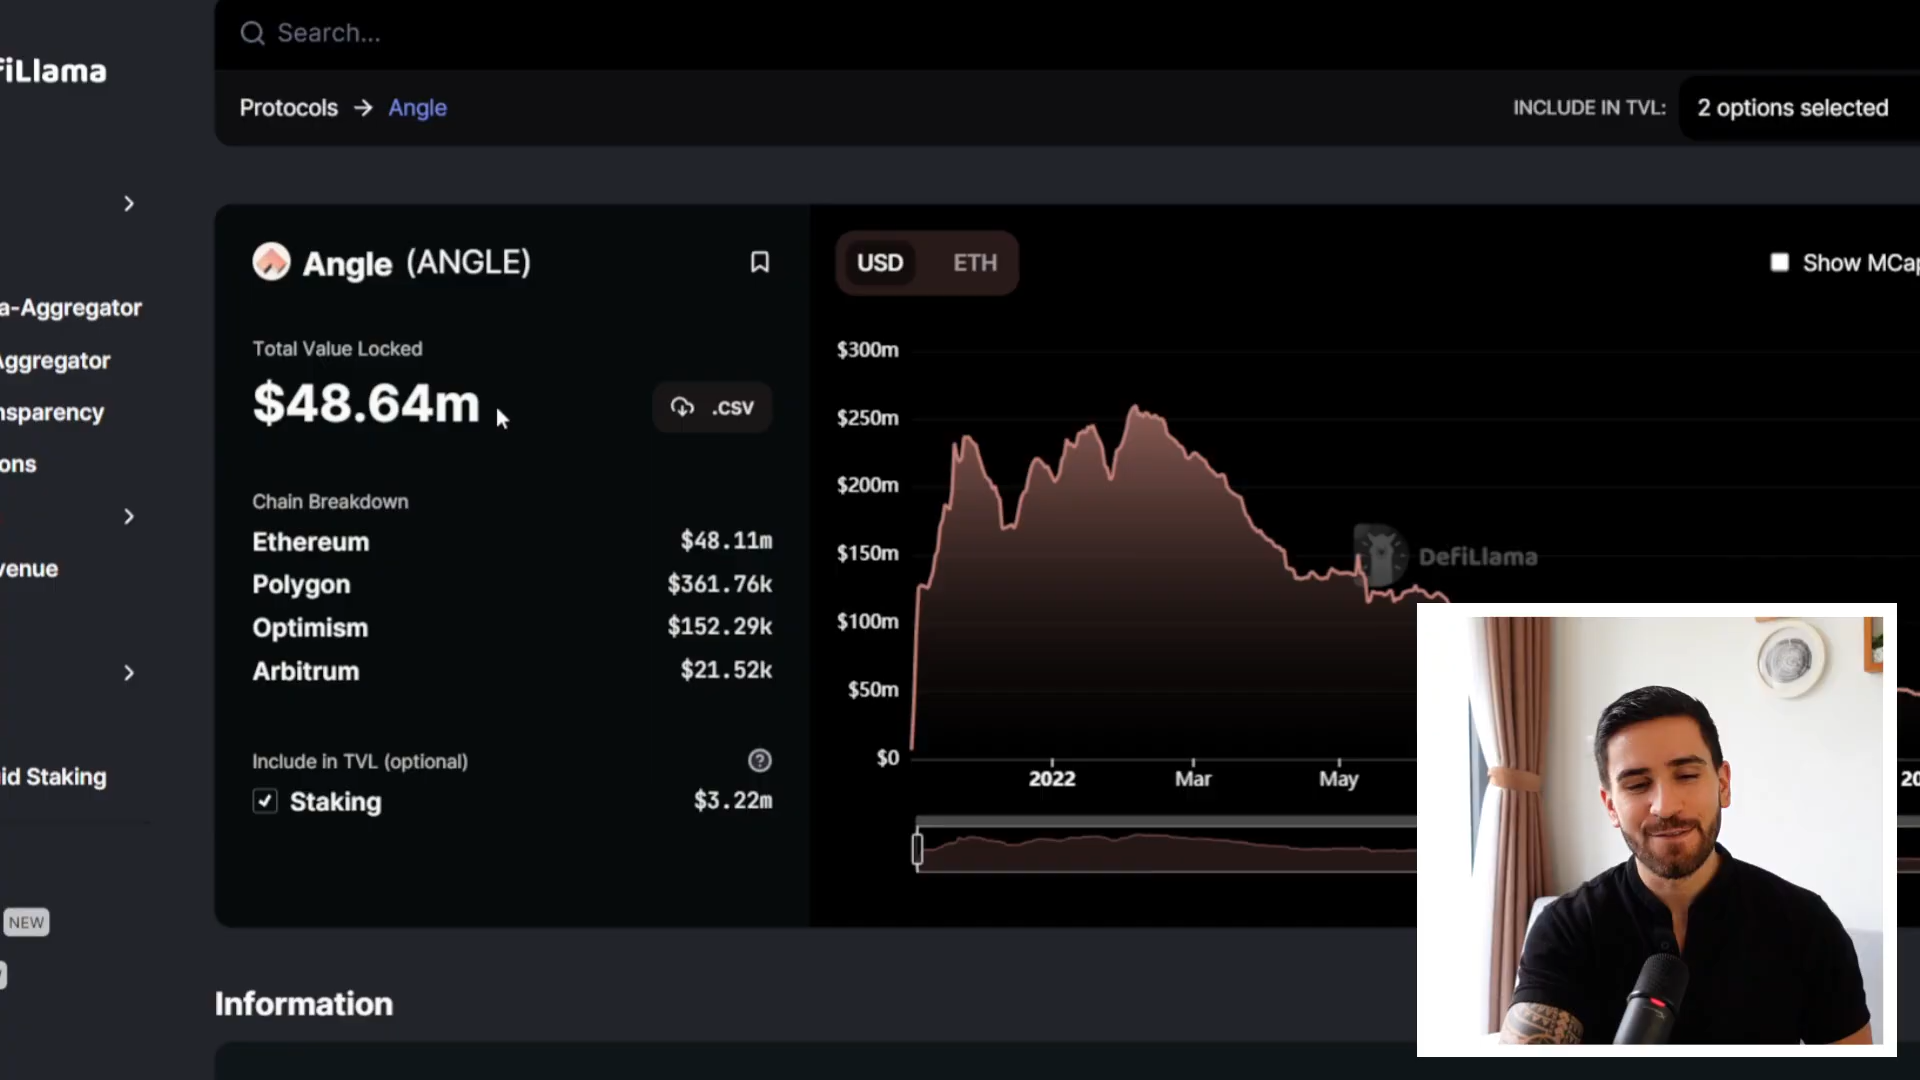 Search...
fiLlama
Protocols → Angle
INCLUDE IN TVL: 2 options selected
Angle (ANGLE)
USD ETH
Show MCap
a-Aggregator
Total Value Locked
$48.64m
.csv
Aggregator
nsparency
ons
venue
id Staking
NEW
Chain Breakdown
Ethereum $48.11m
Polygon $361.76k
Optimism $152.29k
Arbitrum $21.52k
Include in TVL (optional) ?
Staking $3.22m
$300m
$250m
$200m
$150m
$100m
$50m
$0
DefiLlama
2022 Mar May 20
Information